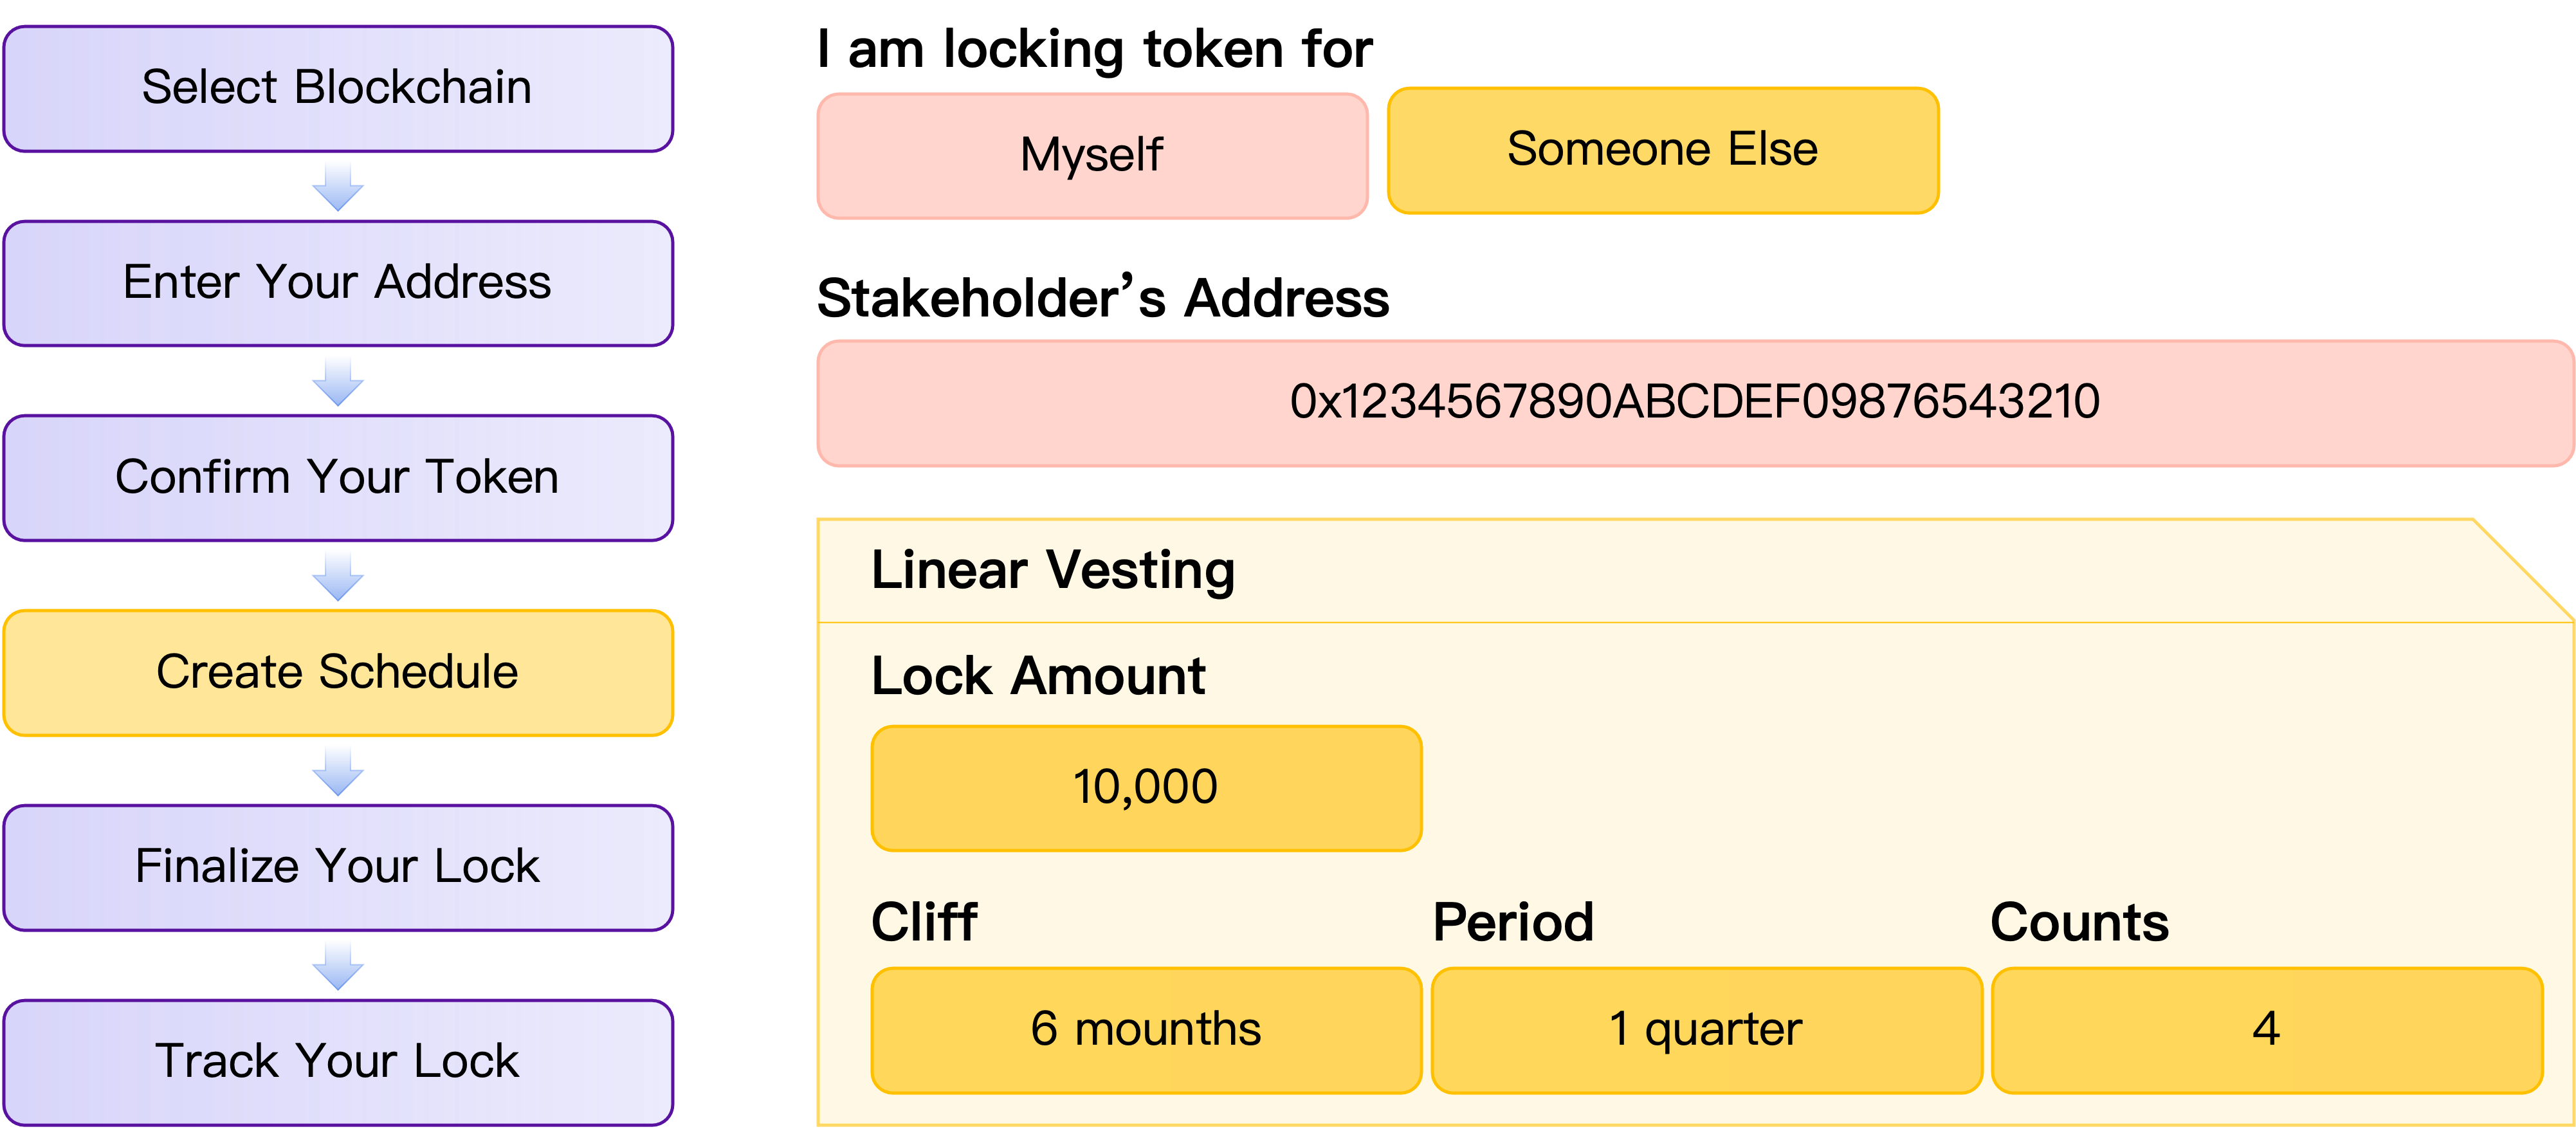 Select Blockchain
Enter Your Address
Confirm Your Token
Create Schedule
Finalize Your Lock
Track Your Lock
I am locking token for
Myself
Someone Else
Stakeholder’s Address
0x1234567890ABCDEF09876543210
Linear Vesting
Lock Amount
10,000
Cliff
Period
Counts
6 mounths
1 quarter
4